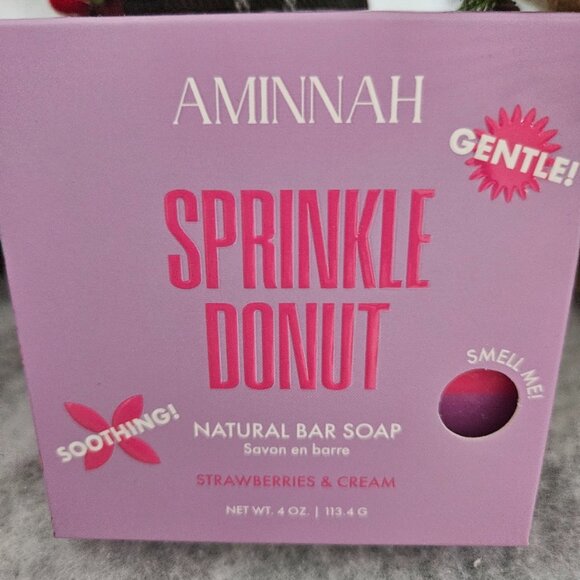 AMINNAH
GENTLE!
SPRINKLE
DONUT
SMELL ME!
SOOTHING!
NATURAL BAR SOAP
Savon en barre
STRAWBERRIES & CREAM
NET WT. 4 OZ. | 113.4 G